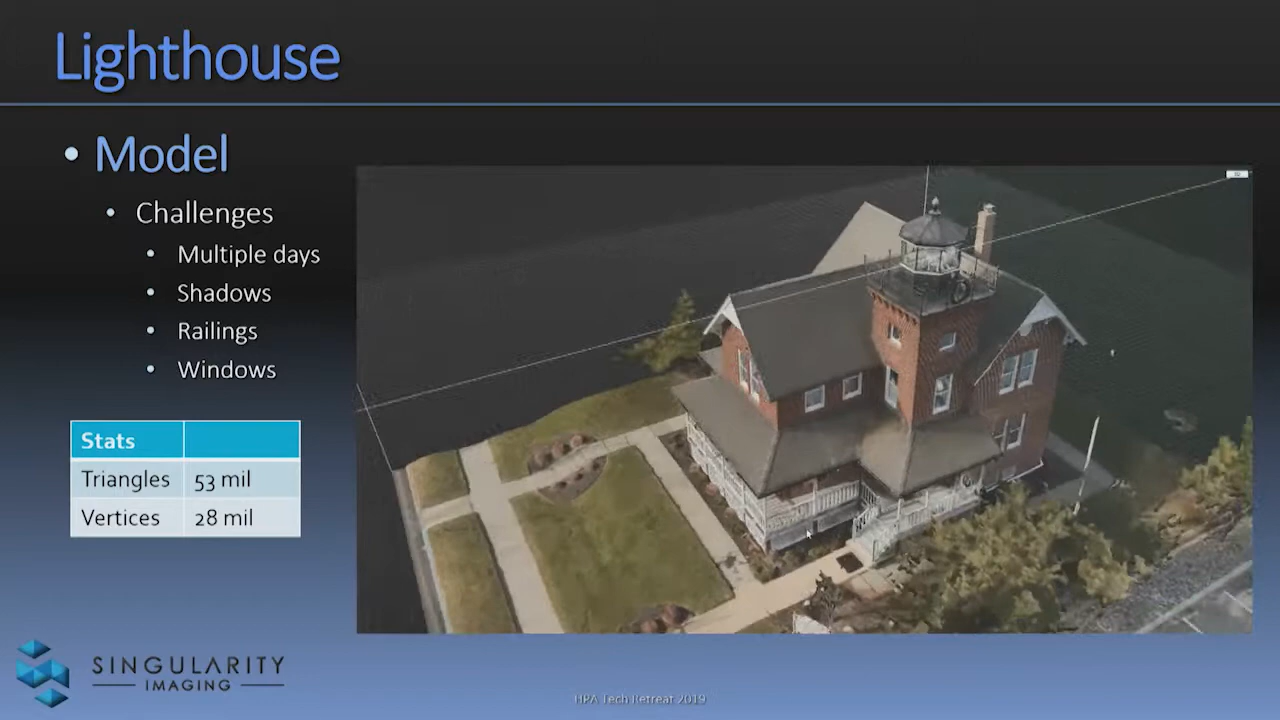 Lighthouse
• Model
• Challenges
• Multiple days
• Shadows
• Railings
• Windows
Stats
Triangles 53 mil
Vertices 28 mil
SINGULARITY
IMAGING
HPA Tech Retreat 2019